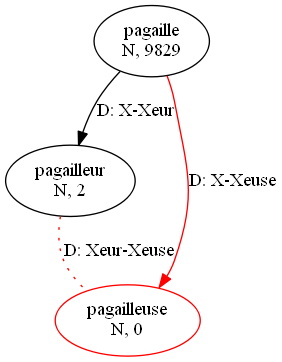 pagaille
N, 9829
D: X-Xeur
pagailleur
N, 2
D: X-Xeuse
D: Xeur-Xeuse
pagailleuse
N, 0